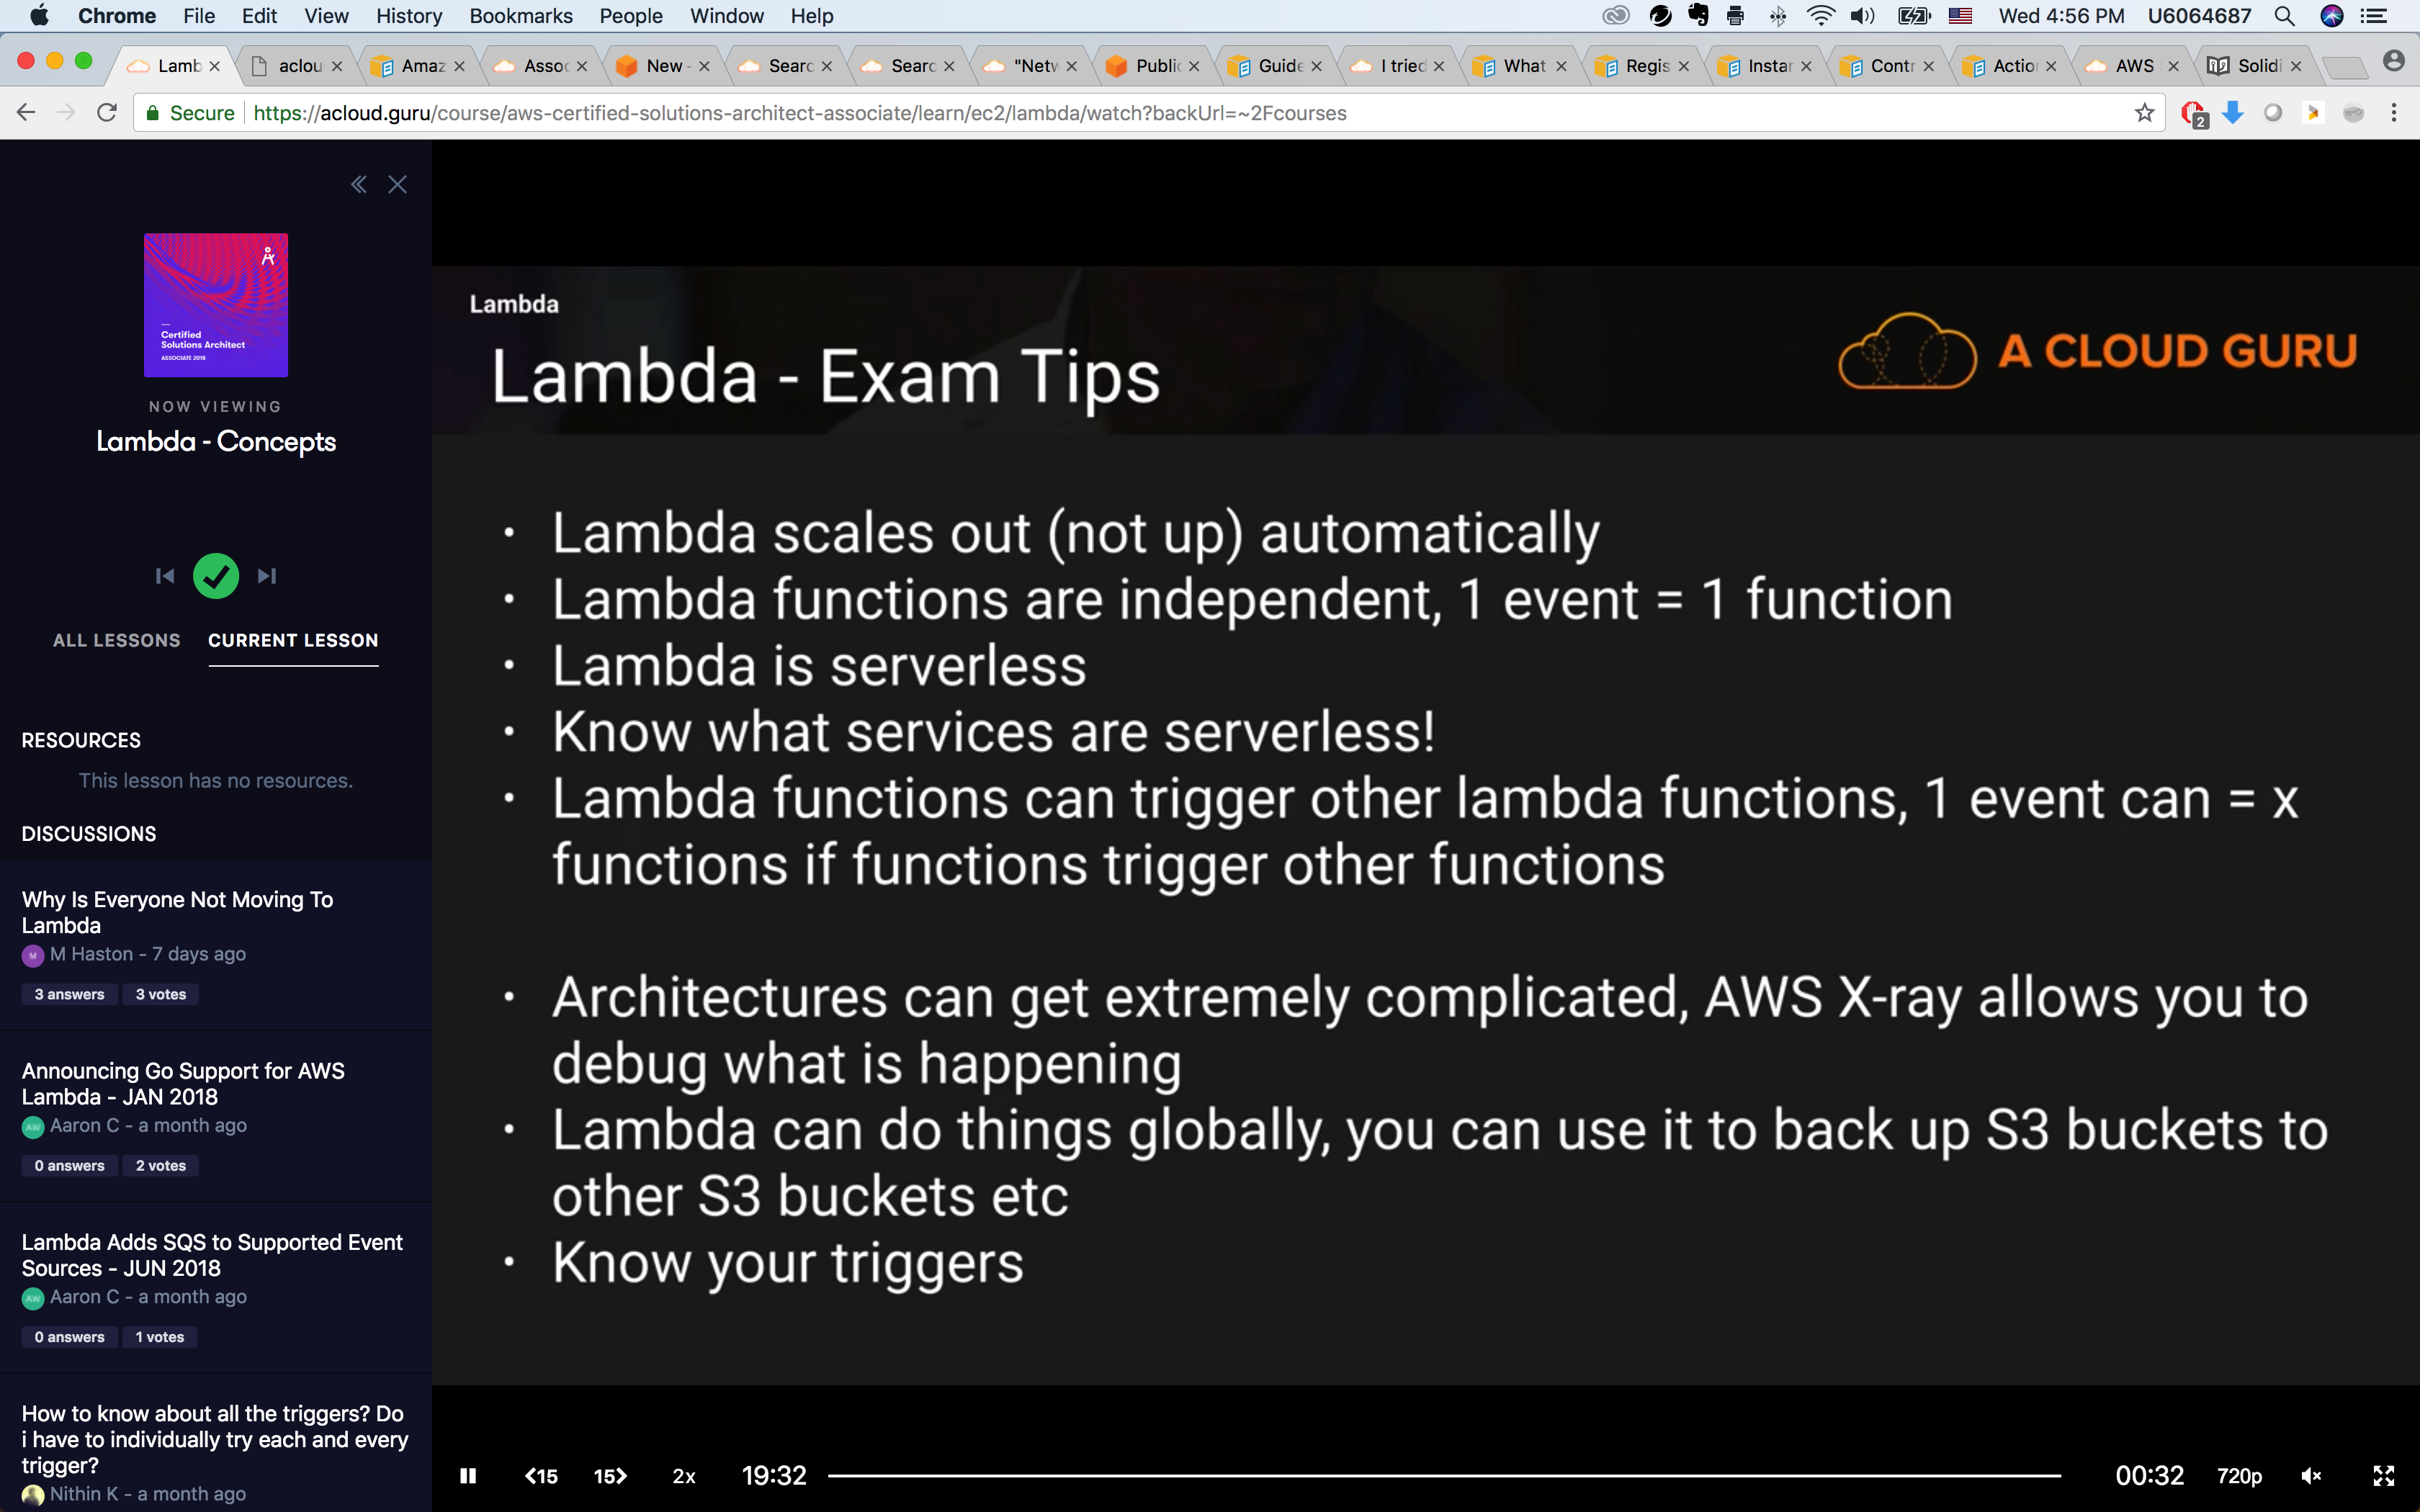 Chrome File Edit View History Bookmarks People Window Help Wed 4:56 PM U6064687
Lamb aclou Amaz Assoc New - Searc Searc "Netw Public Guide I tried What Regis Instan Contr Action AWS Solidi
Secure https://acloud.guru/course/aws-certified-solutions-architect-associate/learn/ec2/lambda/watch?backUrl=~2Fcourses 2
Certified
Solutions Architect
ASSOCIATE 2018
NOW VIEWING
Lambda - Concepts
ALL LESSONS CURRENT LESSON
RESOURCES
This lesson has no resources.
DISCUSSIONS
Why Is Everyone Not Moving To
Lambda
M M Haston - 7 days ago
3 answers 3 votes
Announcing Go Support for AWS
Lambda - JAN 2018
AW Aaron C - a month ago
0 answers 2 votes
Lambda Adds SQS to Supported Event
Sources - JUN 2018
AW Aaron C - a month ago
0 answers 1 votes
How to know about all the triggers? Do
i have to individually try each and every
trigger?
Nithin K - a month ago
Lambda
Lambda - Exam Tips
A CLOUD GURU
• Lambda scales out (not up) automatically
• Lambda functions are independent, 1 event = 1 function
• Lambda is serverless
• Know what services are serverless!
• Lambda functions can trigger other lambda functions, 1 event can = x
functions if functions trigger other functions
• Architectures can get extremely complicated, AWS X-ray allows you to
debug what is happening
• Lambda can do things globally, you can use it to back up S3 buckets to
other S3 buckets etc
• Know your triggers
15 15 2x 19:32 00:32 720p